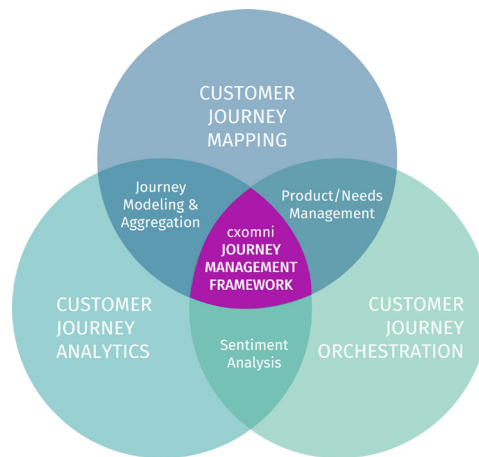 CUSTOMER
JOURNEY
MAPPING
Journey
Modeling &
Aggregation
Product/Needs
Management
cxomni
JOURNEY
MANAGEMENT
FRAMEWORK
CUSTOMER
JOURNEY
ANALYTICS
Sentiment
Analysis
CUSTOMER
JOURNEY
ORCHESTRATION